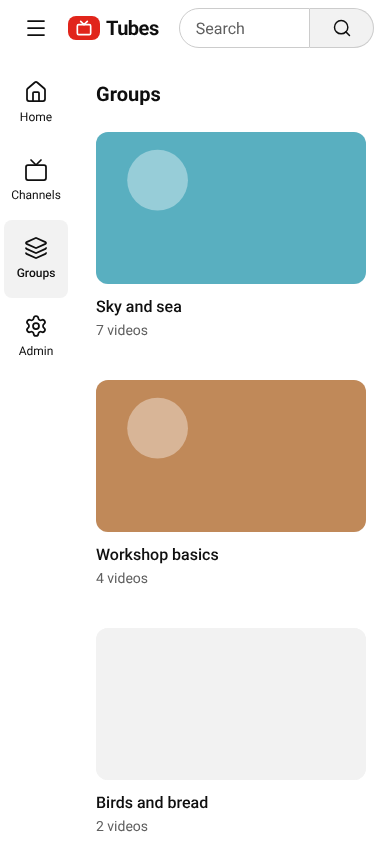 Tubes
Search
Home
Channels
Groups
Admin
Groups
Sky and sea
7 videos
Workshop basics
4 videos
Birds and bread
2 videos